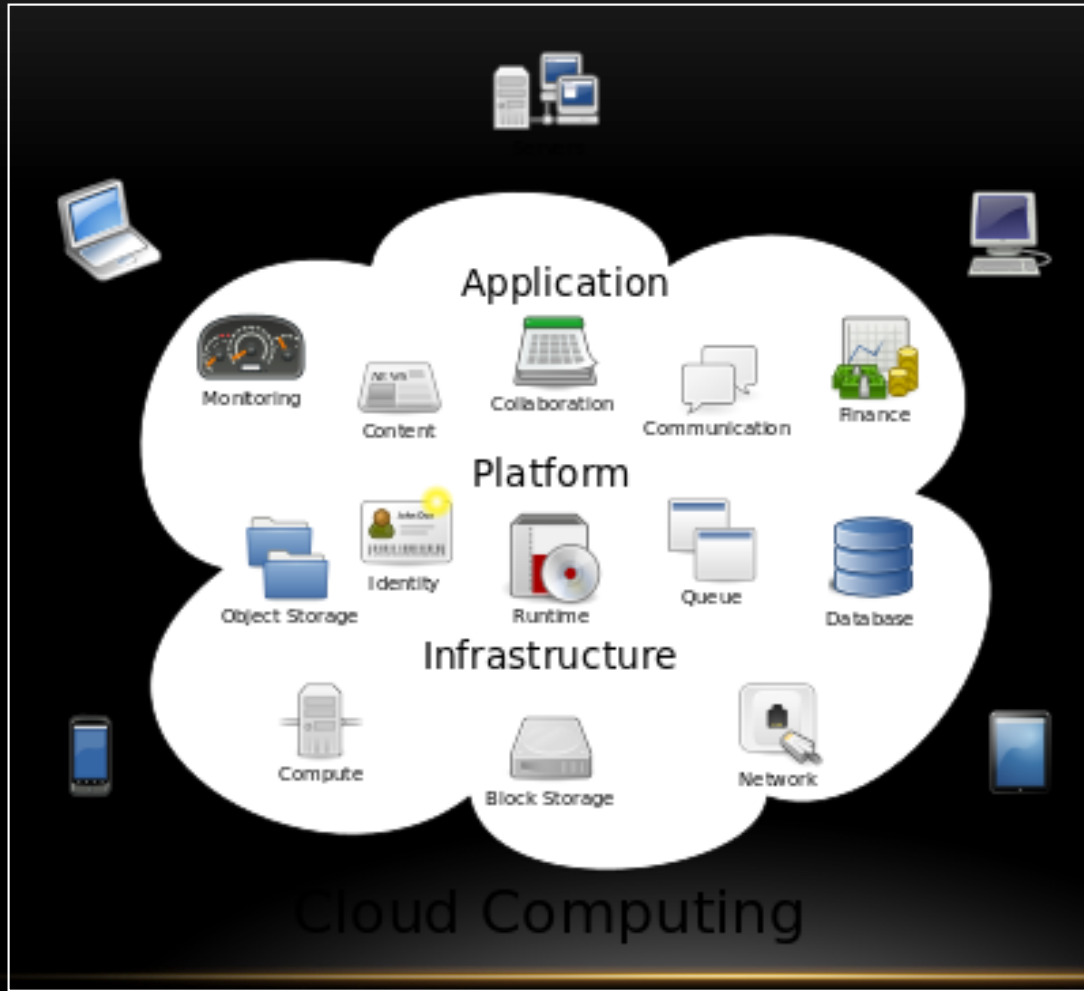 Application
Monitoring
Content
Collaboration
Communication
Finance
Platform
Object Storage
Identity
Runtime
Queue
Database
Infrastructure
Compute
Block Storage
Network
Cloud Computing